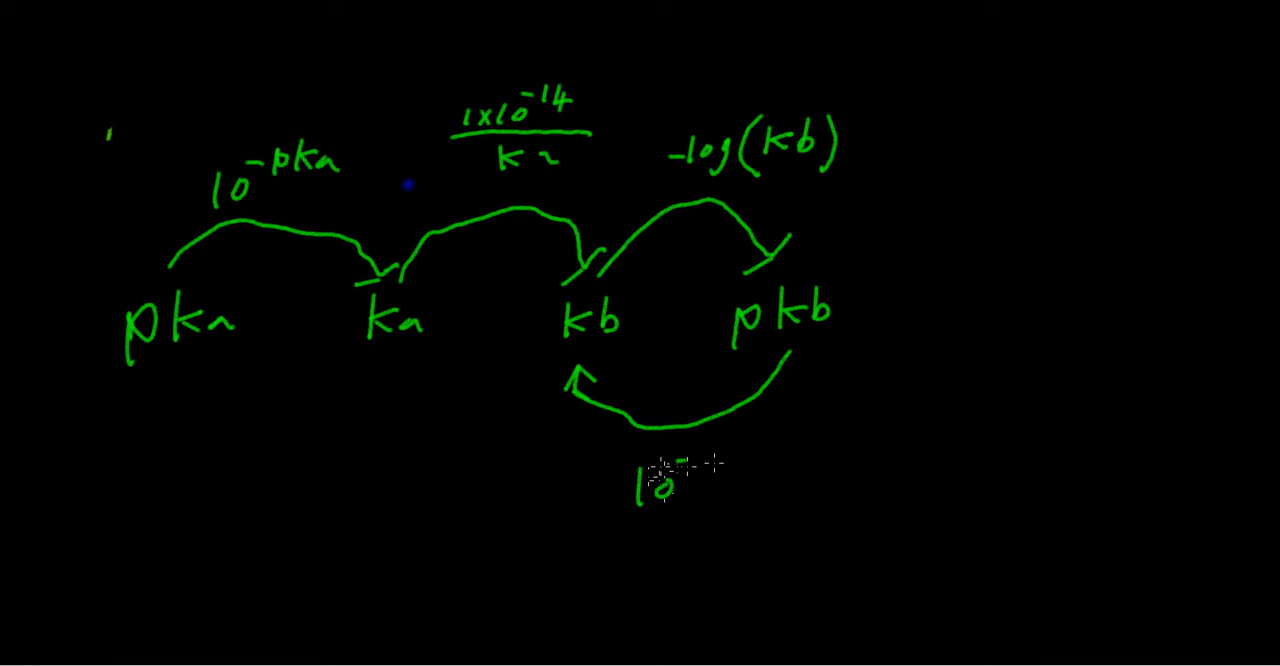 1x10^-14
10^-pka
ka
-log(kb)
pka ka kb pkb
10^-